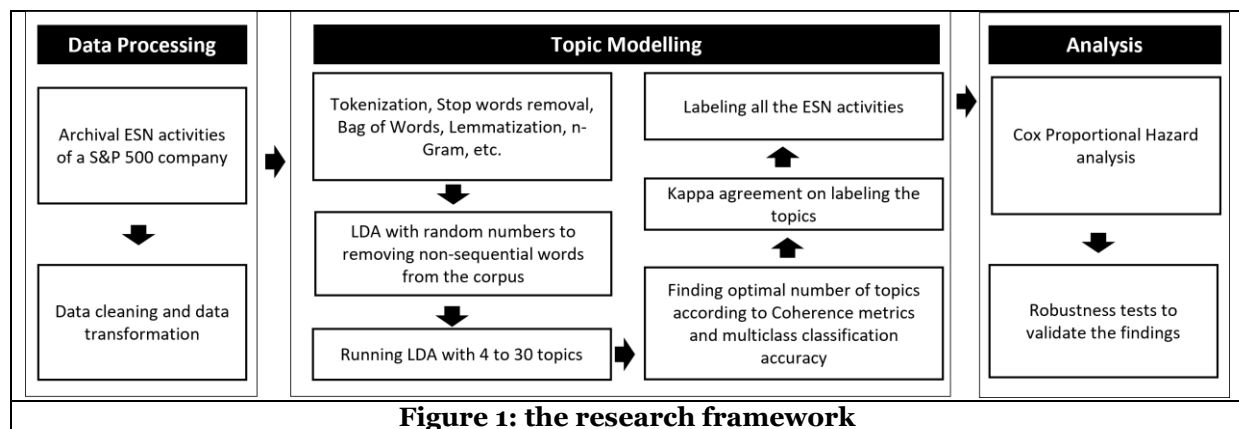 Data Processing
Archival ESN activities
of a S&P 500 company
Data cleaning and data
transformation
Topic Modelling
Tokenization, Stop words removal,
Bag of Words, Lemmatization, n-
Gram, etc.
LDA with random numbers to
removing non-sequential words
from the corpus
Running LDA with 4 to 30 topics
Finding optimal number of topics
according to Coherence metrics
and multiclass classification
accuracy
Kappa agreement on labeling the
topics
Labeling all the ESN activities
Analysis
Cox Proportional Hazard
analysis
Robustness tests to
validate the findings
Figure 1: the research framework